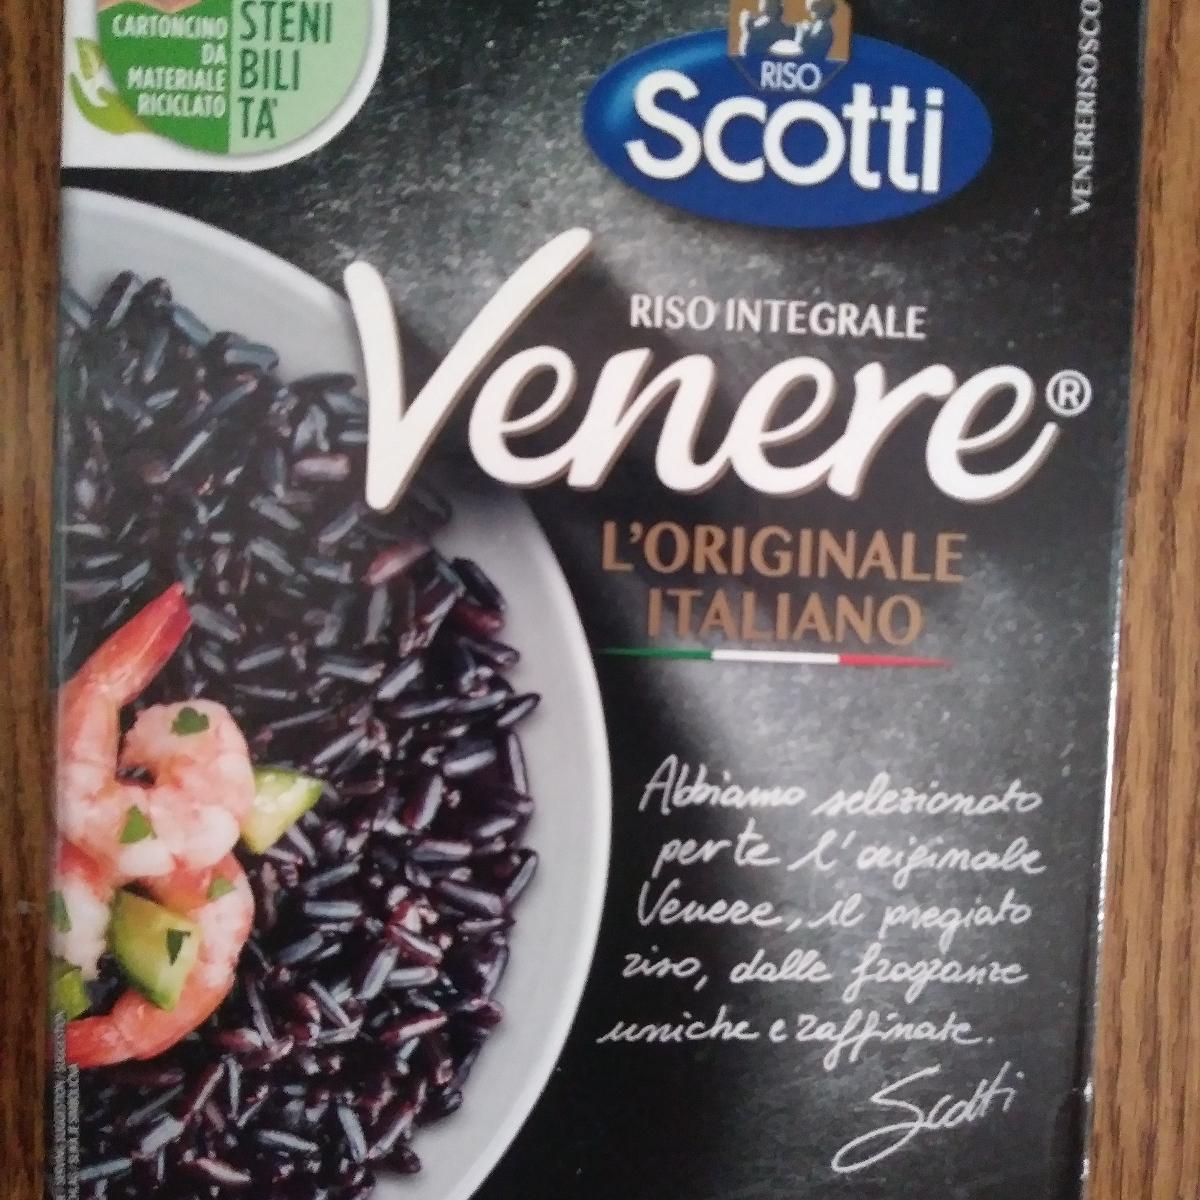 CARTONCINO
DA
MATERIALE
RICICLATO
STENI
BILI
TA'
RISO
Scotti
VENERERISOSCO
RISO INTEGRALE
Venere®
L'ORIGINALE
ITALIANO
Abbiamo selezionato
per te l'originale
Venere, il pregiato
riso, dalle fragranze
uniche e raffinate.
Scotti